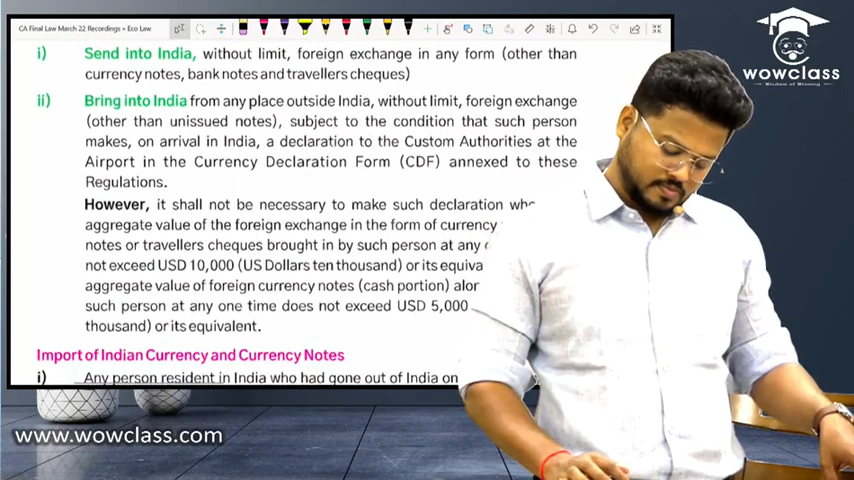 CA Final Law March 22 Recordings » Eco Law
i) Send into India, without limit, foreign exchange in any form (other than
currency notes, bank notes and travellers cheques)
ii) Bring into India from any place outside India, without limit, foreign exchange
(other than unissued notes), subject to the condition that such person
makes, on arrival in India, a declaration to the Custom Authorities at the
Airport in the Currency Declaration Form (CDF) annexed to these
Regulations.
However, it shall not be necessary to make such declaration whe
aggregate value of the foreign exchange in the form of currency
notes or travellers cheques brought in by such person at any
not exceed USD 10,000 (US Dollars ten thousand) or its equiva
aggregate value of foreign currency notes (cash portion) alon
such person at any one time does not exceed USD 5,000
thousand) or its equivalent.
Import of Indian Currency and Currency Notes
i) Any person resident in India who had gone out of India on
wowclass
Wisdom of Winning
www.wowclass.com